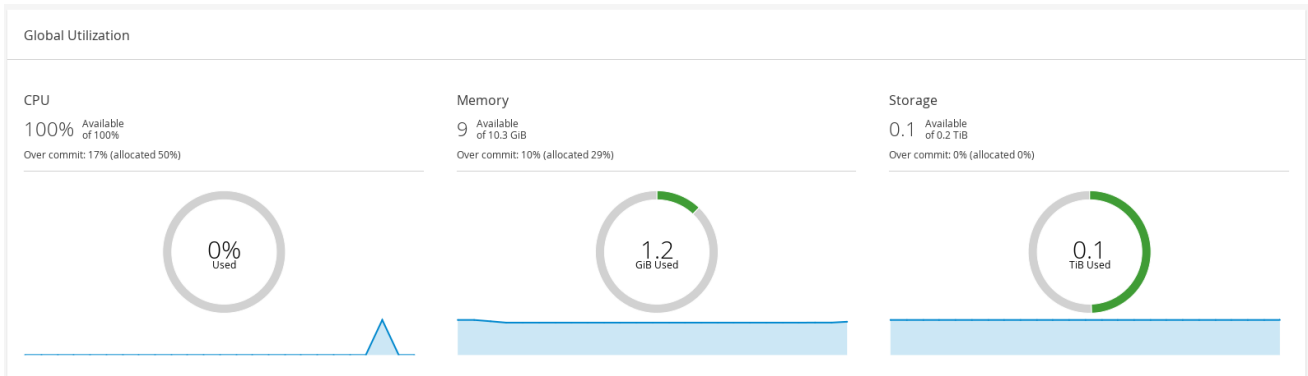 Global Utilization
CPU
100% Available
of 100%
Over commit: 17% (allocated 50%)
0%
Used
Memory
9 Available
of 10.3 GiB
Over commit: 10% (allocated 29%)
1.2
GiB Used
Storage
0.1 Available
of 0.2 TiB
Over commit: 0% (allocated 0%)
0.1
TiB Used